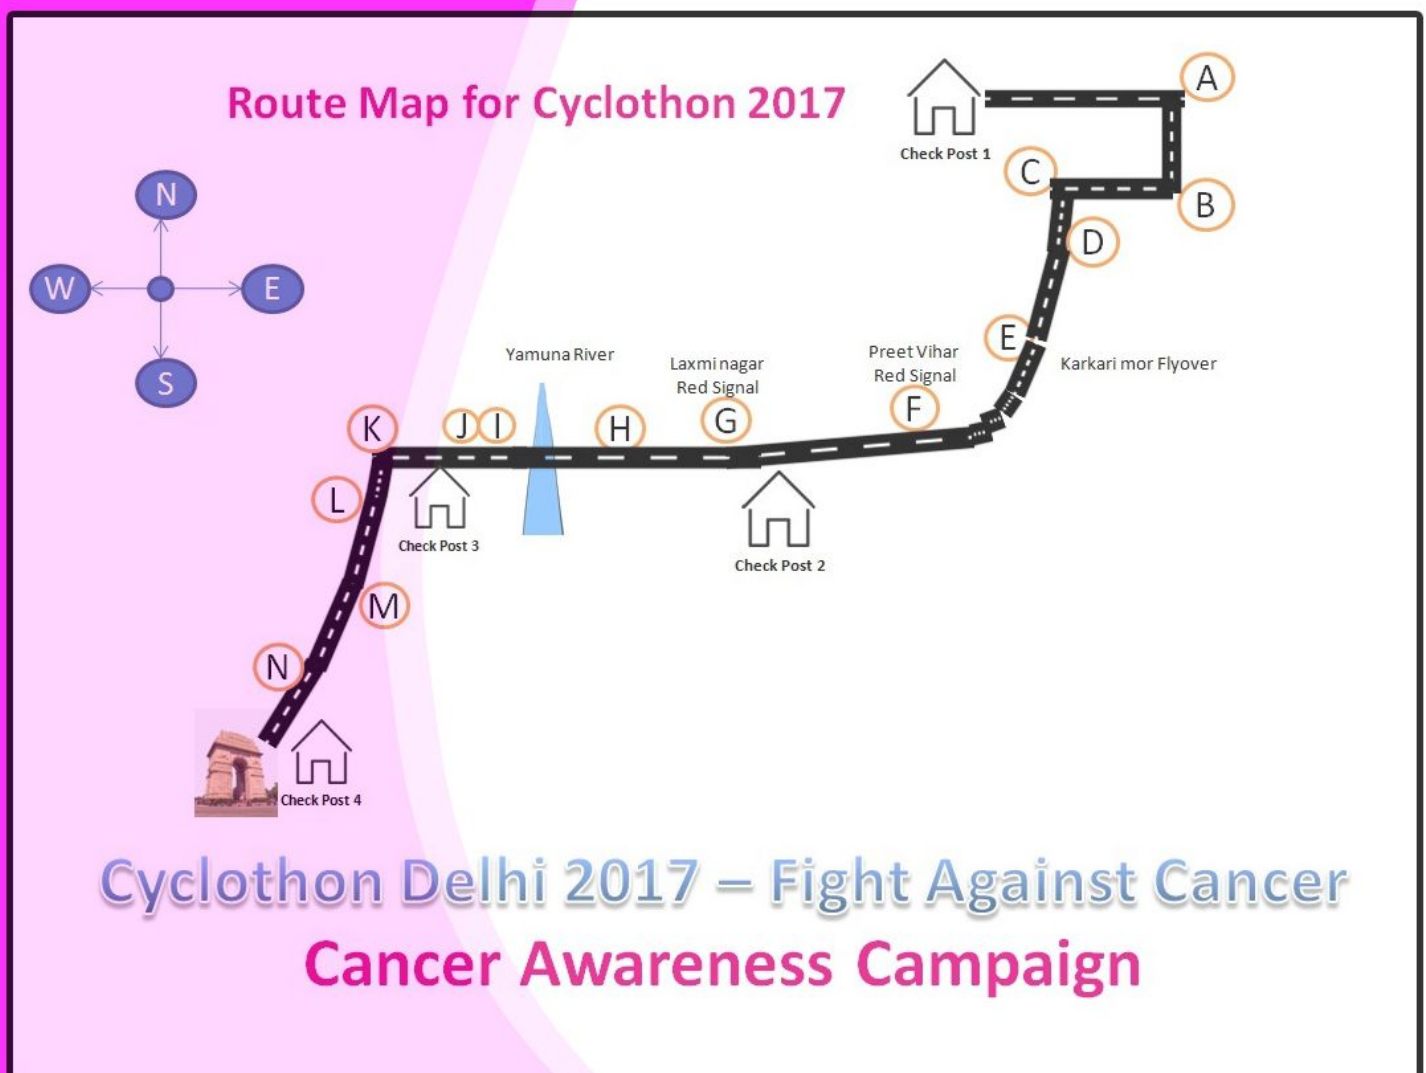 Route Map for Cyclothon 2017
A
Check Post 1
C
B
N
D
W
E
E
S
Yamuna River
Laxmi nagar
Red Signal
Preet Vihar
Red Signal
Karkari mor Flyover
K
J
I
H
G
F
L
Check Post 3
Check Post 2
M
N
Check Post 4
Cyclothon Delhi 2017 – Fight Against Cancer
Cancer Awareness Campaign